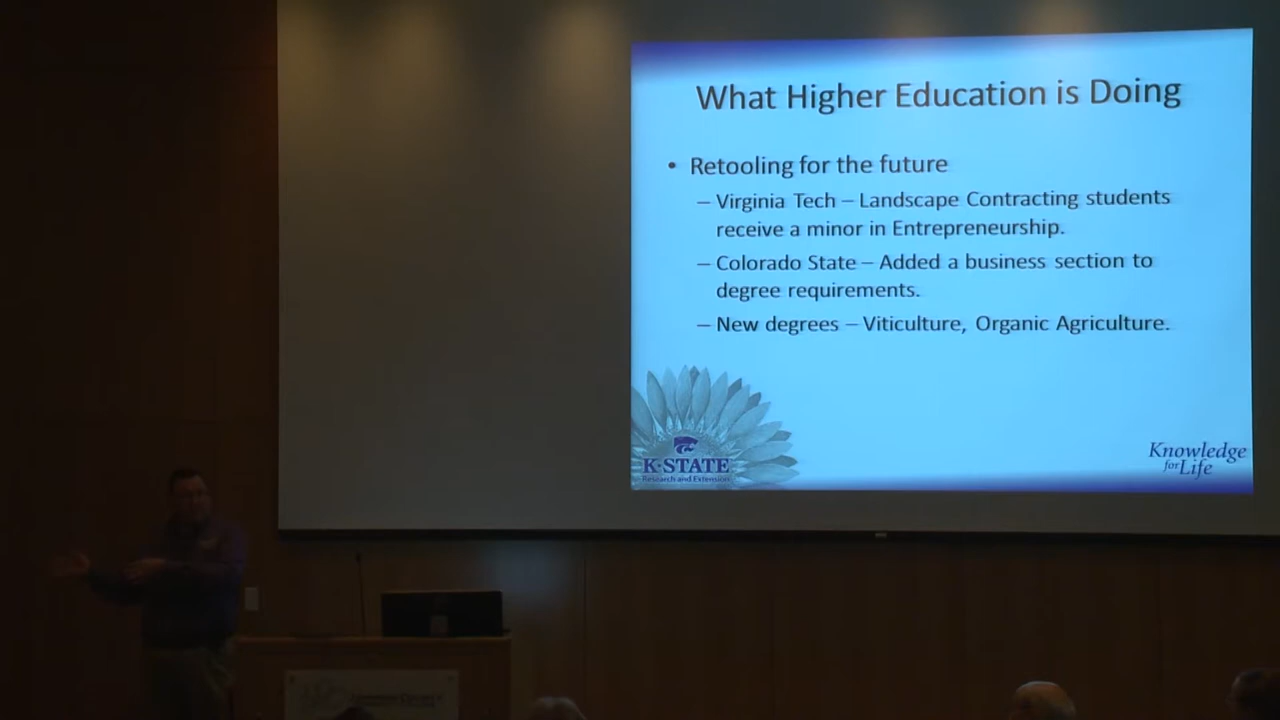 What Higher Education is Doing
• Retooling for the future
– Virginia Tech – Landscape Contracting students
receive a minor in Entrepreneurship.
– Colorado State – Added a business section to
degree requirements.
– New degrees – Viticulture, Organic Agriculture.
K-STATE
Research and Extension
Knowledge
for Life